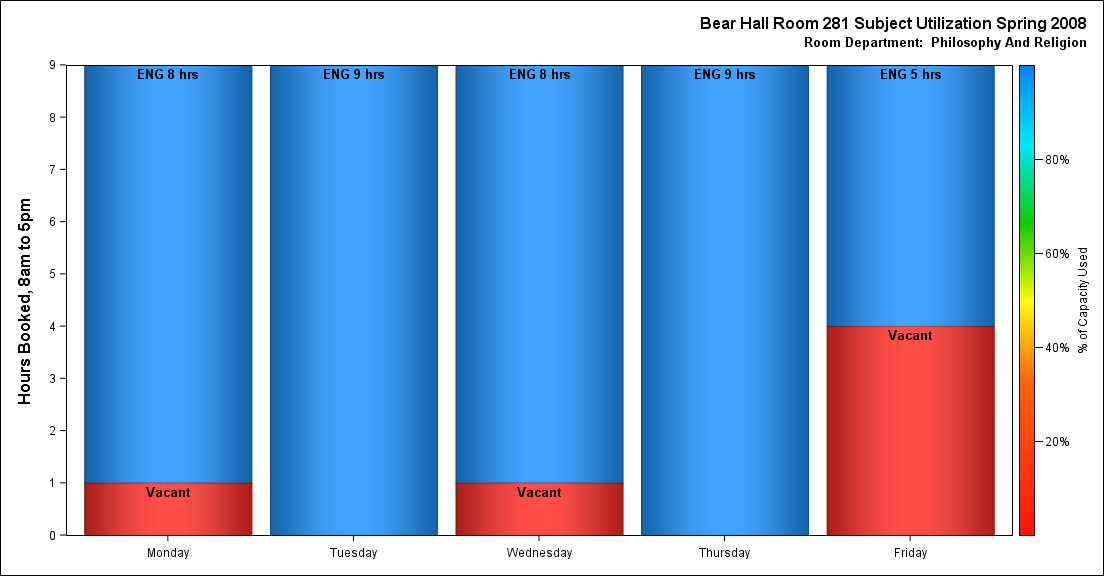 Bear Hall Room 281 Subject Utilization Spring 2008
Room Department:  Philosophy And Religion
Hours Booked, 8am to 5pm
9
8
7
6
5
4
3
2
1
0
ENG 8 hrs
ENG 9 hrs
ENG 8 hrs
ENG 9 hrs
ENG 5 hrs
Vacant
Vacant
Vacant
Monday
Tuesday
Wednesday
Thursday
Friday
80%
60%
40%
20%
% of Capacity Used